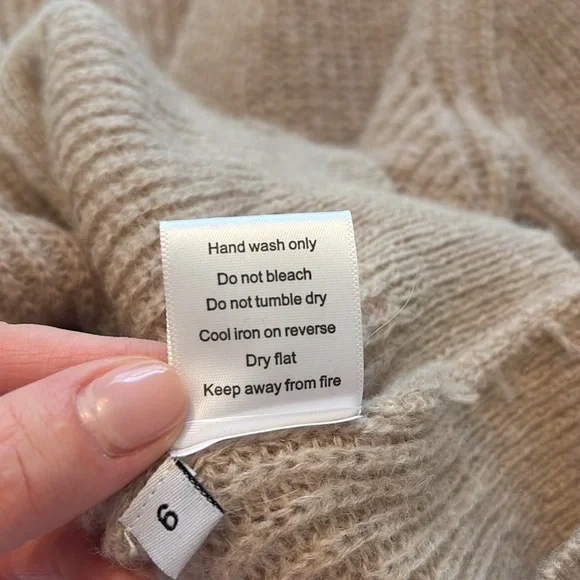 Hand wash only
Do not bleach
Do not tumble dry
Cool iron on reverse
Dry flat
Keep away from fire
6